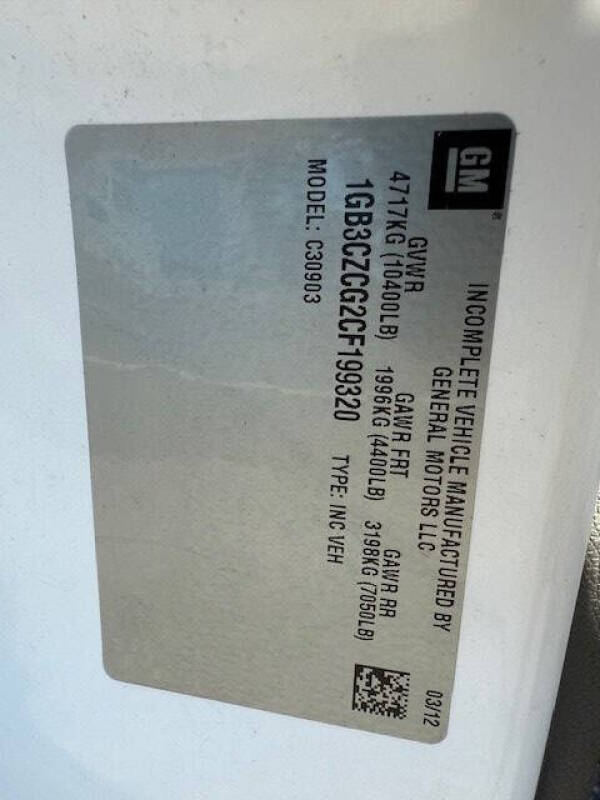 GM
INCOMPLETE VEHICLE MANUFACTURED BY
GENERAL MOTORS LLC
03/12
GVWR GAWR FRT GAWR RR
4717KG (10400LB) 1996KG (4400LB) 3198KG (7050LB)
1GB3CZCG2CF199320 TYPE: INC VEH
MODEL: C30903